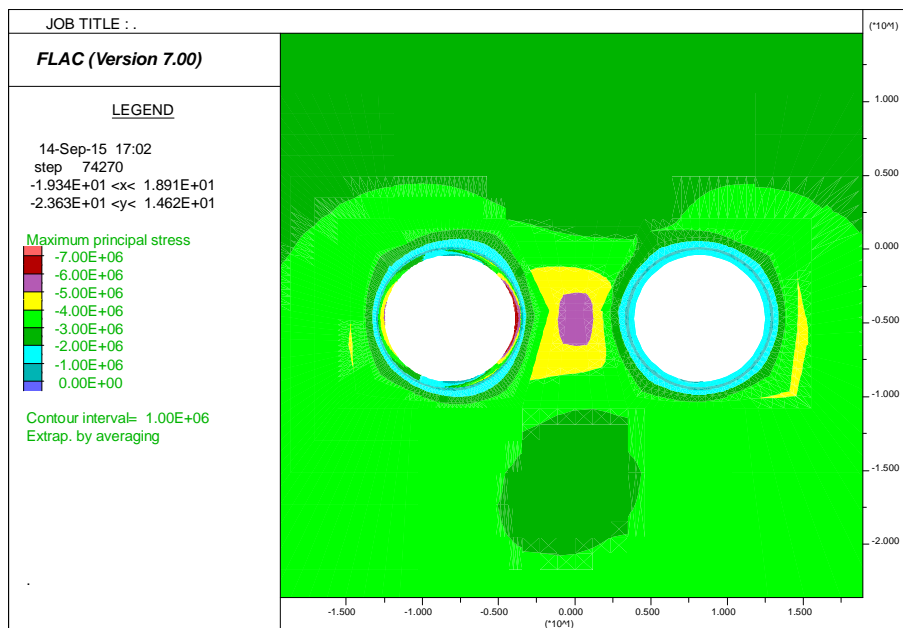 JOB TITLE : .
FLAC (Version 7.00)
LEGEND
14-Sep-15 17:02
step 74270
-1.934E+01 <x< 1.891E+01
-2.363E+01 <y< 1.462E+01
Maximum principal stress
-7.00E+06
-6.00E+06
-5.00E+06
-4.00E+06
-3.00E+06
-2.00E+06
-1.00E+06
0.00E+00
Contour interval= 1.00E+06
Extrap. by averaging
.
(*10^1)
1.000
0.500
0.000
-0.500
-1.000
-1.500
-2.000
-1.500 -1.000 -0.500 0.000 0.500 1.000 1.500
(*10^1)